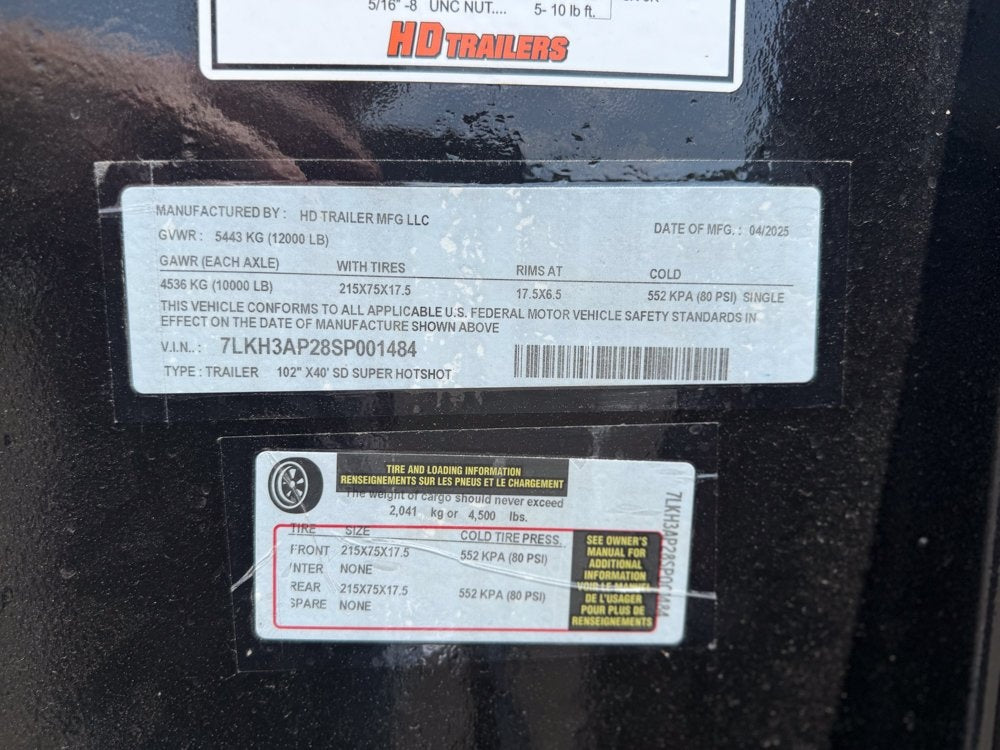 5/16" -8 UNC NUT.... 5- 10 lb ft.
HD TRAILERS
MANUFACTURED BY : HD TRAILER MFG LLC
DATE OF MFG. : 04/2025
GVWR : 5443 KG (12000 LB)
GAWR (EACH AXLE) WITH TIRES RIMS AT COLD
4536 KG (10000 LB) 215X75X17.5 17.5X6.5 552 KPA (80 PSI) SINGLE
THIS VEHICLE CONFORMS TO ALL APPLICABLE U.S. FEDERAL MOTOR VEHICLE SAFETY STANDARDS IN
EFFECT ON THE DATE OF MANUFACTURE SHOWN ABOVE
V.I.N.. : 7LKH3AP28SP001484
TYPE : TRAILER 102" X40' SD SUPER HOTSHOT
TIRE AND LOADING INFORMATION
RENSEIGNEMENTS SUR LES PNEUS ET LE CHARGEMENT
The weight of cargo should never exceed
2,041 kg or 4,500 lbs.
TIRE SIZE COLD TIRE PRESS.
FRONT 215X75X17.5 552 KPA (80 PSI)
INTER NONE
REAR 215X75X17.5 552 KPA (80 PSI)
SPARE NONE
SEE OWNER'S
MANUAL FOR
ADDITIONAL
INFORMATION
VOIR LE MANUEL
DE L'USAGER
POUR PLUS DE
RENSEIGNEMENTS
7LKH3AP28SP001484